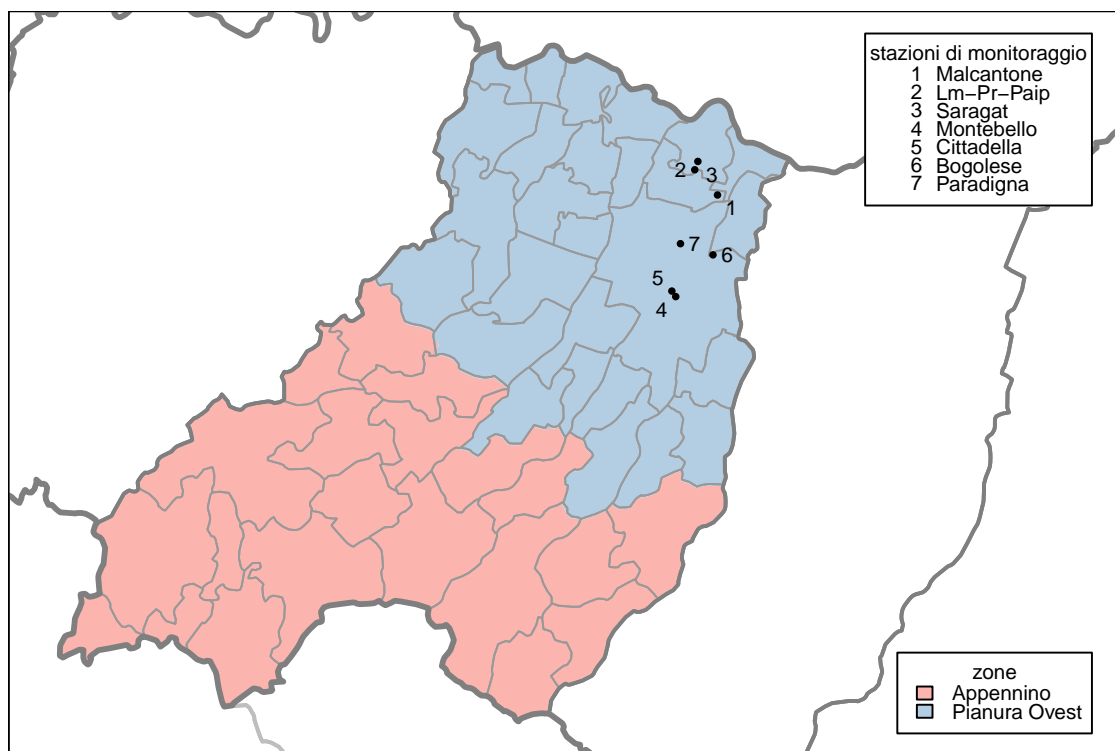 stazioni di monitoraggio
1 Malcantone
2 Lm−Pr−Paip
3 Saragat
4 Montebello
5 Cittadella
6 Bogolese
7 Paradigna
2
3
1
7
6
5
4
zone
Appennino
Pianura Ovest